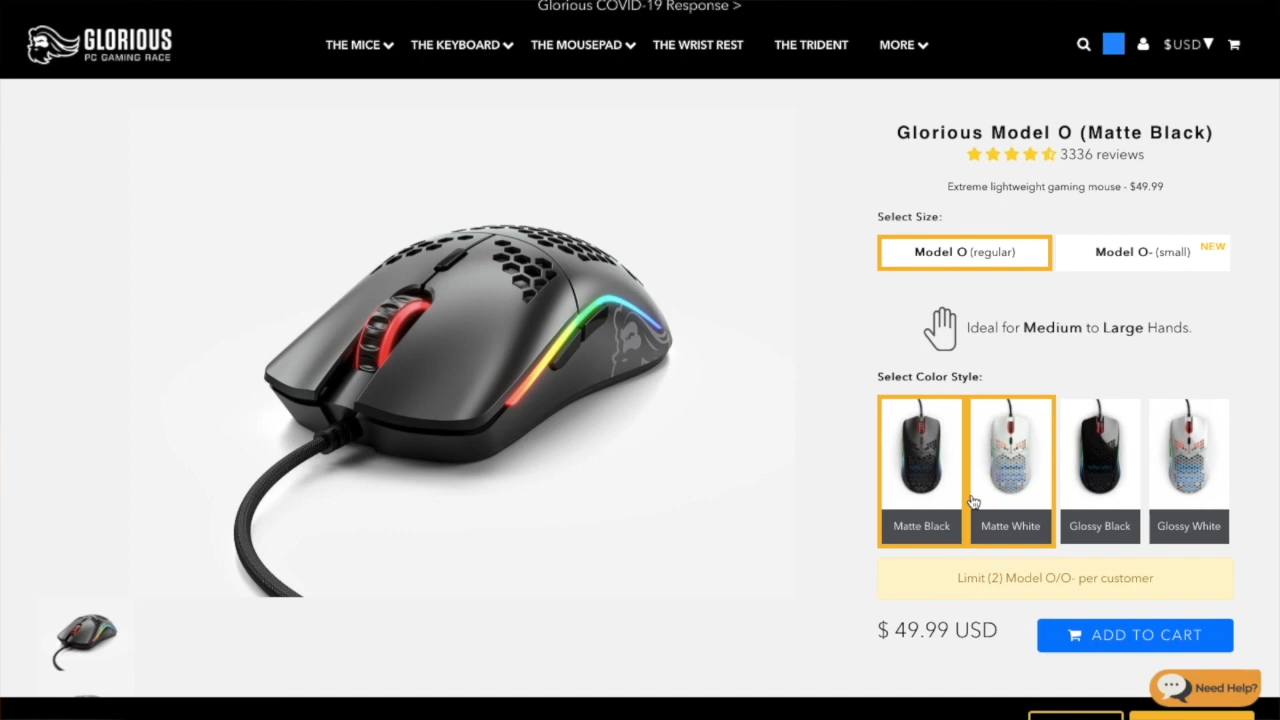 Glorious COVID-19 Response >
GLORIOUS
PC GAMING RACE
THE MICE
THE KEYBOARD
THE MOUSEPAD
THE WRIST REST
THE TRIDENT
MORE
$USD
Glorious Model O (Matte Black)
3336 reviews
Extreme lightweight gaming mouse - $49.99
Select Size:
Model O (regular)
Model O- (small)
NEW
Ideal for Medium to Large Hands.
Select Color Style:
Matte Black
Matte White
Glossy Black
Glossy White
Limit (2) Model O/O- per customer
$ 49.99 USD
ADD TO CART
Need Help?